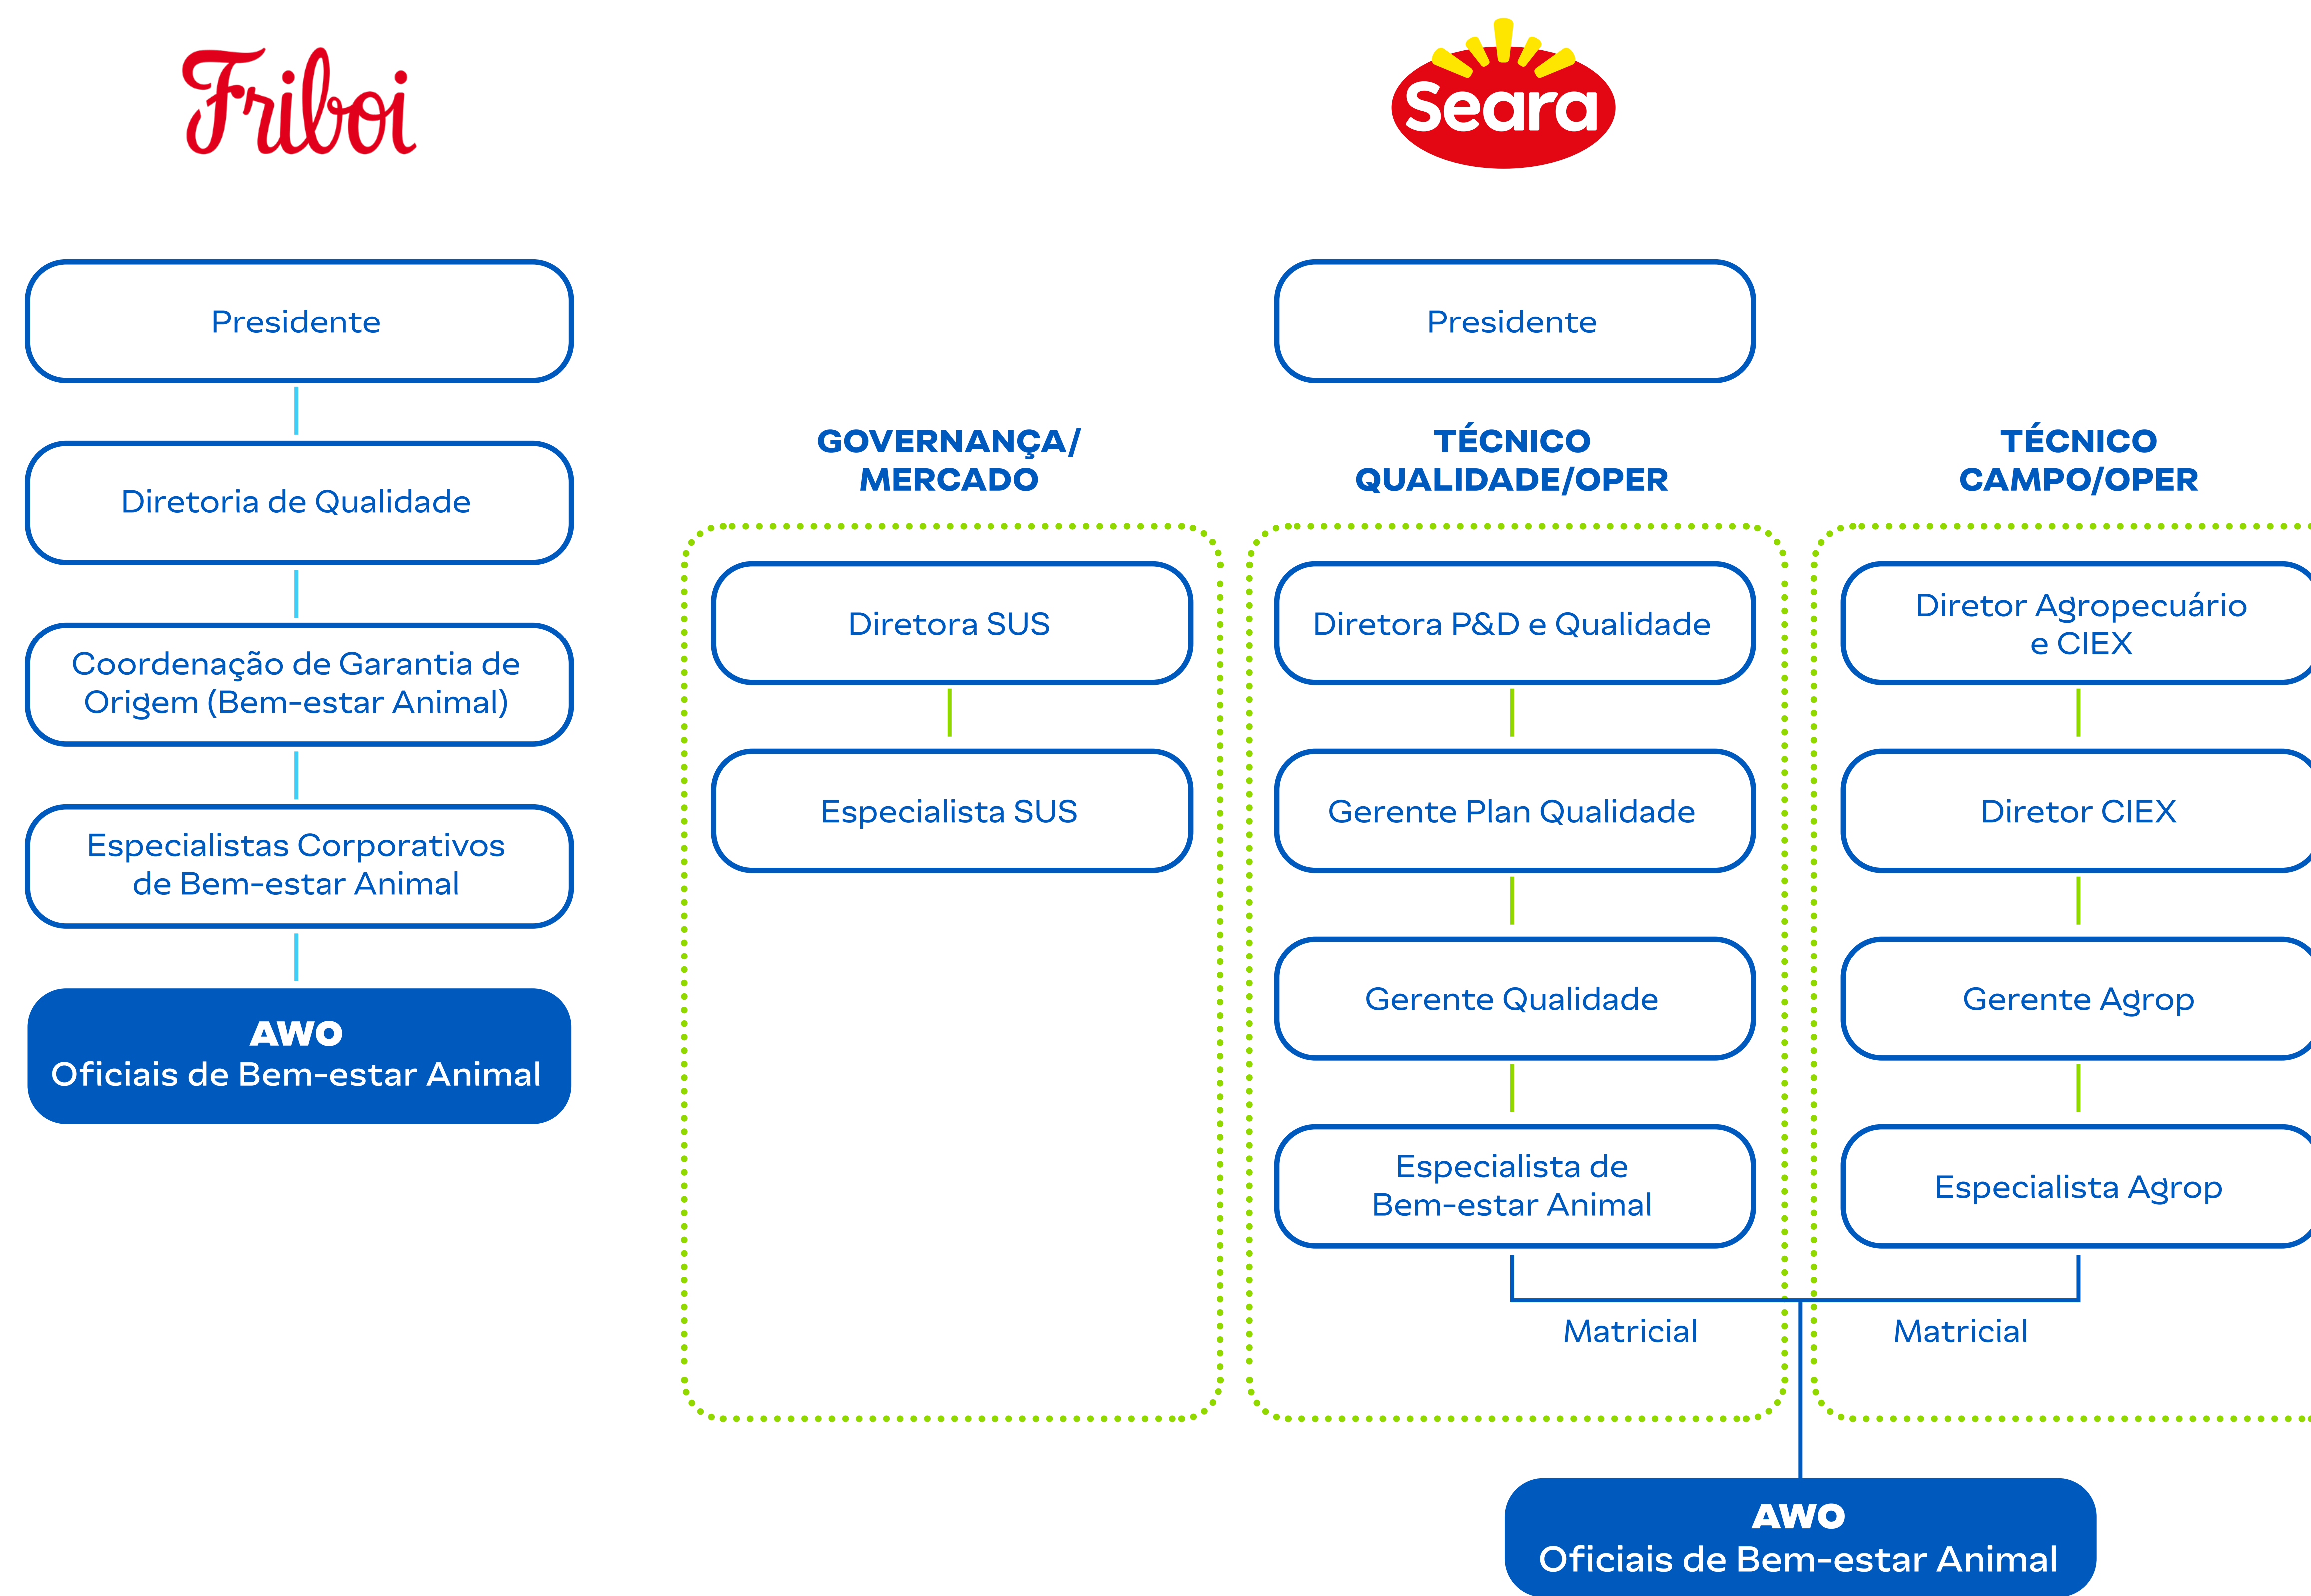 Friboi
Presidente
Diretoria de Qualidade
Coordenação de Garantia de
Origem (Bem-estar Animal)
Especialistas Corporativos
de Bem-estar Animal
AWO
Oficiais de Bem-estar Animal
Seara
Presidente
GOVERNANÇA/
MERCADO
Diretora SUS
Especialista SUS
TÉCNICO
QUALIDADE/OPER
Diretora P&D e Qualidade
Gerente Plan Qualidade
Gerente Qualidade
Especialista de
Bem-estar Animal
Matricial
TÉCNICO
CAMPO/OPER
Diretor Agropecuário
e CIEX
Diretor CIEX
Gerente Agrop
Especialista Agrop
Matricial
AWO
Oficiais de Bem-estar Animal